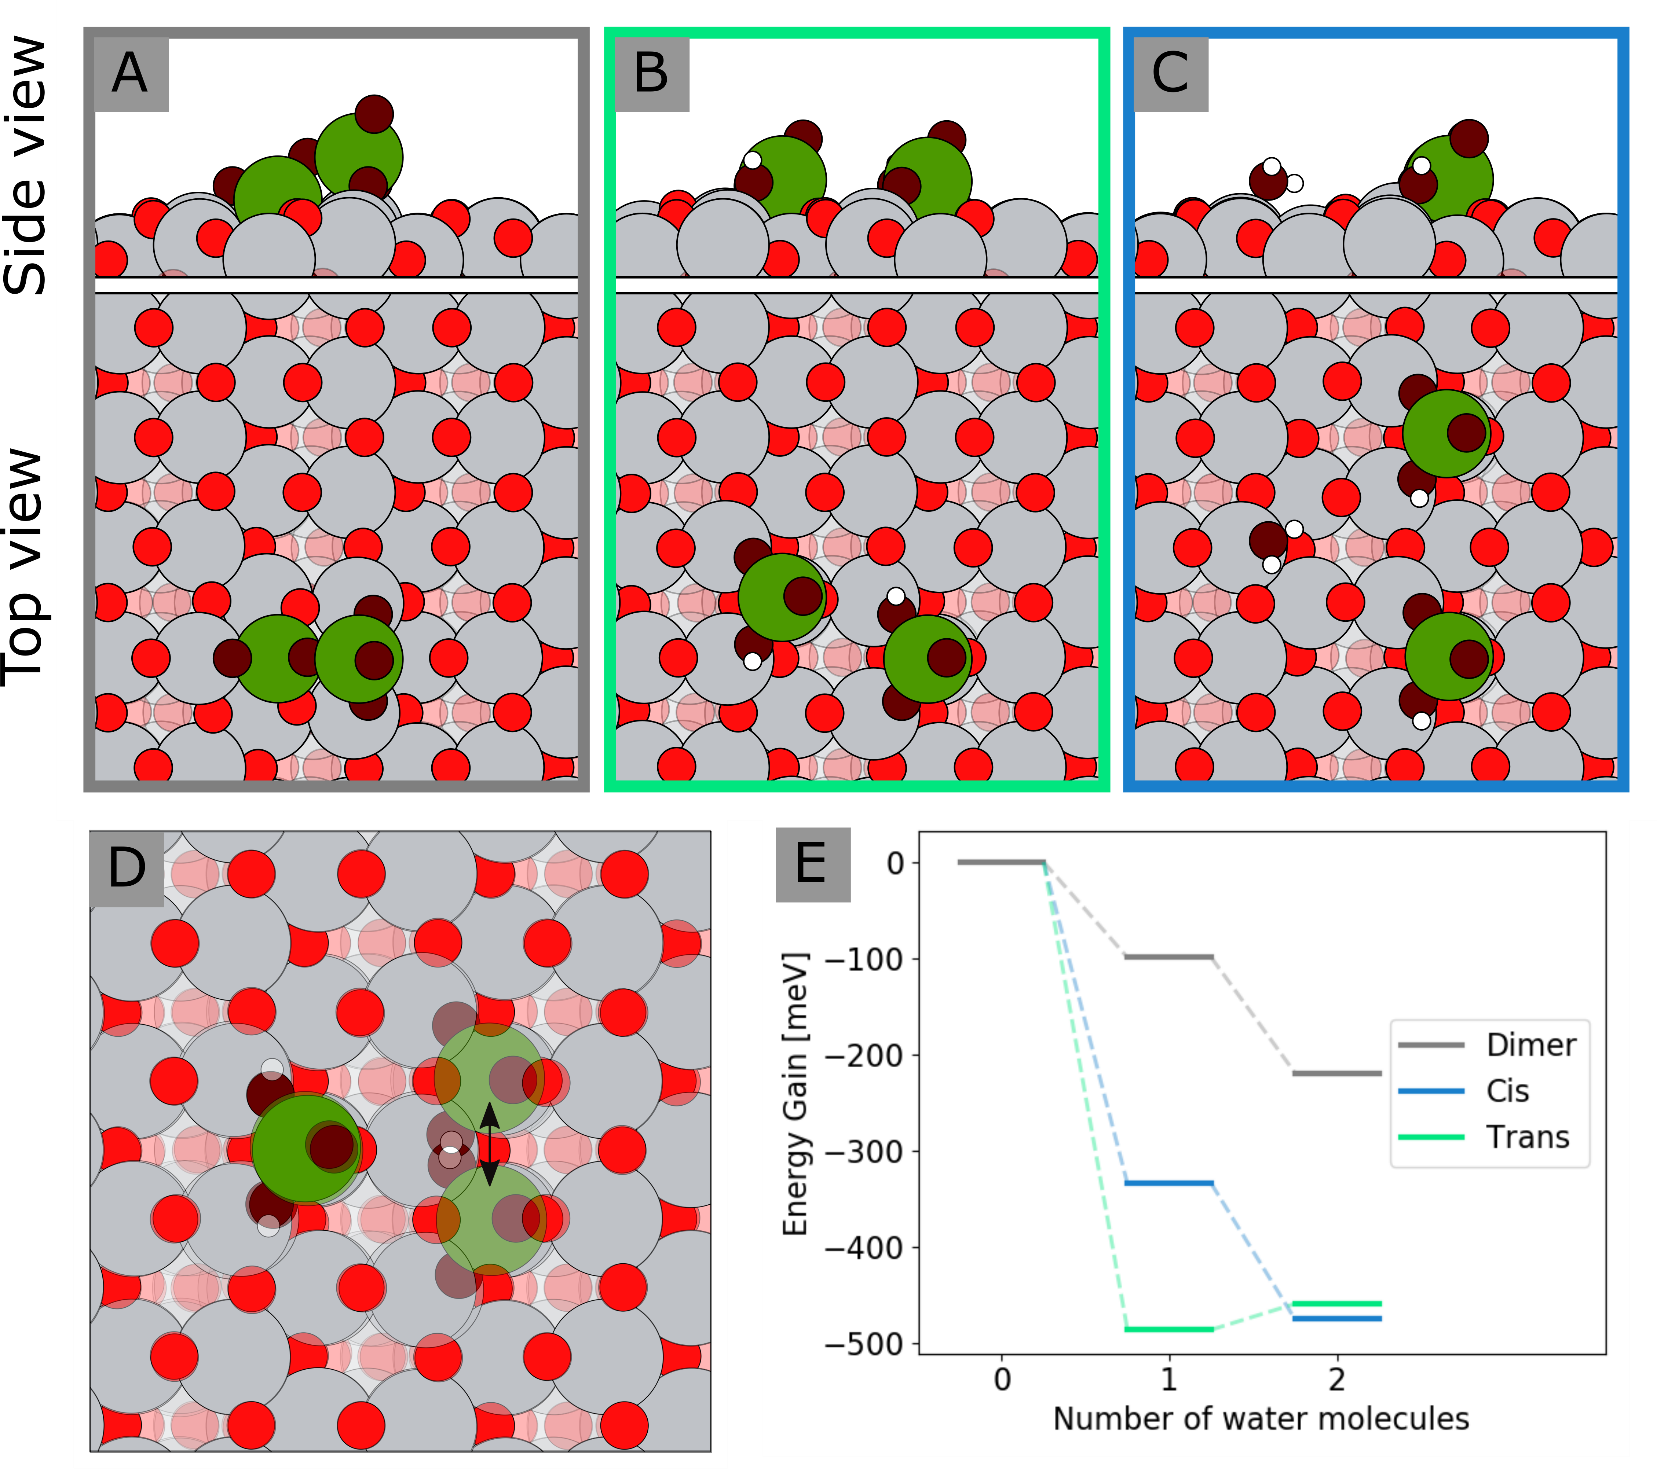 Side view
A
B
C
Top view
D
E
0
−100
−200
−300
−400
−500
Energy Gain [meV]
Dimer
Cis
Trans
0 1 2
Number of water molecules